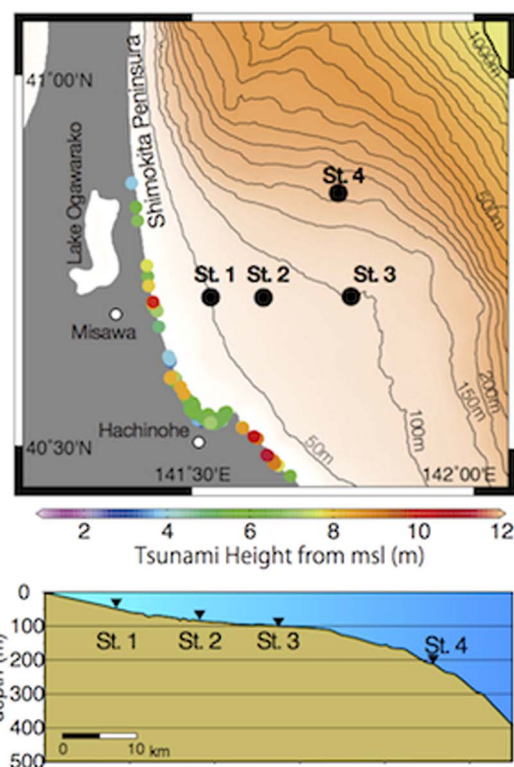 1000m
41°00'N
Shimokita Peninsura
Lake Ogawarako
St. 4
500m
St. 1 St. 2 St. 3
Misawa
200m
150m
100m
Hachinohe
50m
40°30'N
141°30'E 142°00'E
2 4 6 8 10 12
Tsunami Height from msl (m)
0
100
St. 1 St. 2 St. 3
St. 4
200
300
400
500
depth (m)
0 10 km